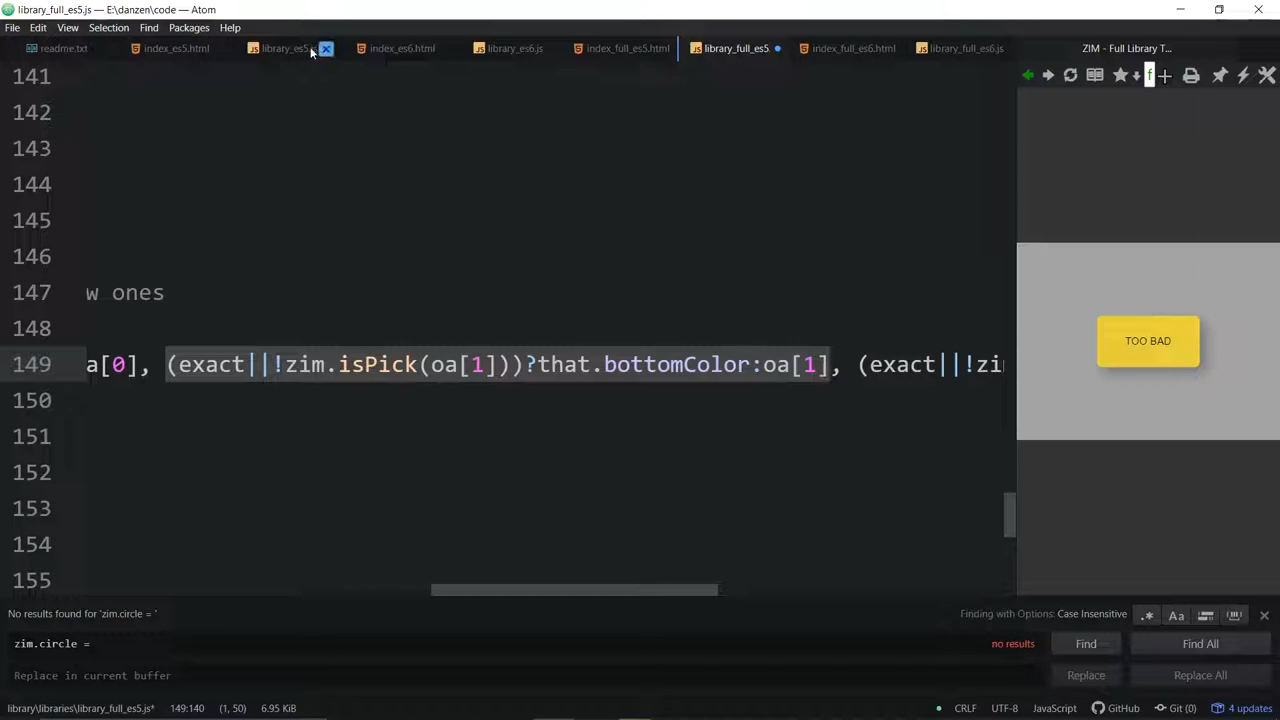 library_full_es5.js — E:\danzen\code — Atom
File Edit View Selection Find Packages Help
readme.txt index_es5.html library_es5.js index_es6.html library_es6.js index_full_es5.html library_full_es5. index_full_es6.html library_full_es6.js ZIM - Full Library T...
141
f
142
143
144
145
146
147 w ones
148
149 a[0], (exact||!zim.isPick(oa[1]))?that.bottomColor:oa[1], (exact||!zi
TOO BAD
150
151
152
153
154
155
No results found for 'zim.circle = '
Finding with Options: Case Insensitive .* Aa
zim.circle = no results Find Find All
Replace in current buffer Replace Replace All
library\libraries\library_full_es5.js* 149:140 (1, 50) 6.95 KiB CRLF UTF-8 JavaScript GitHub Git (0) 4 updates